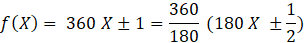 f(X) = 360 X ± 1 = 360/180 (180 X ± 1/2)